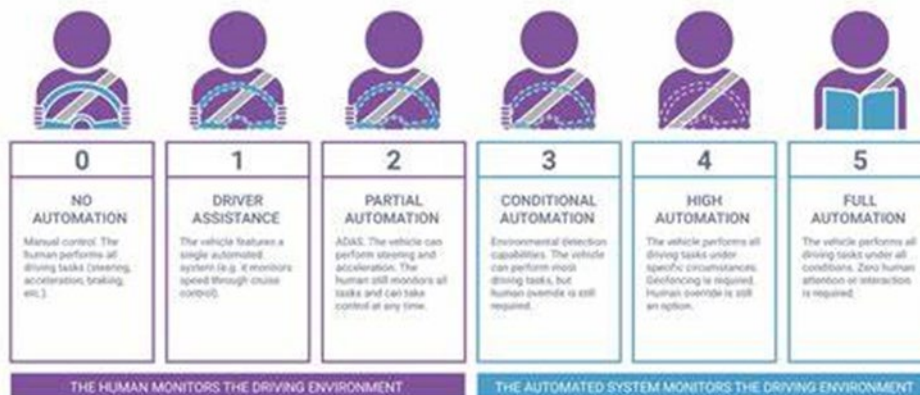 0
NO
AUTOMATION
Manual control. The
human performs all
driving tasks (steering,
acceleration, braking,
etc.).
1
DRIVER
ASSISTANCE
The vehicle features a
single automated
system (e.g. it monitors
speed through cruise
control).
2
PARTIAL
AUTOMATION
ADAS. The vehicle can
perform steering and
acceleration. The
human still monitors all
tasks and can take
control at any time.
3
CONDITIONAL
AUTOMATION
Environmental detection
capabilities. The vehicle
can perform most
driving tasks, but
human override is still
required.
4
HIGH
AUTOMATION
The vehicle performs all
driving tasks under
specific circumstances.
Geofencing is required.
Human override is still
an option.
5
FULL
AUTOMATION
The vehicle performs all
driving tasks under all
conditions. Zero human
attention or interaction
is required.
THE HUMAN MONITORS THE DRIVING ENVIRONMENT
THE AUTOMATED SYSTEM MONITORS THE DRIVING ENVIRONMENT